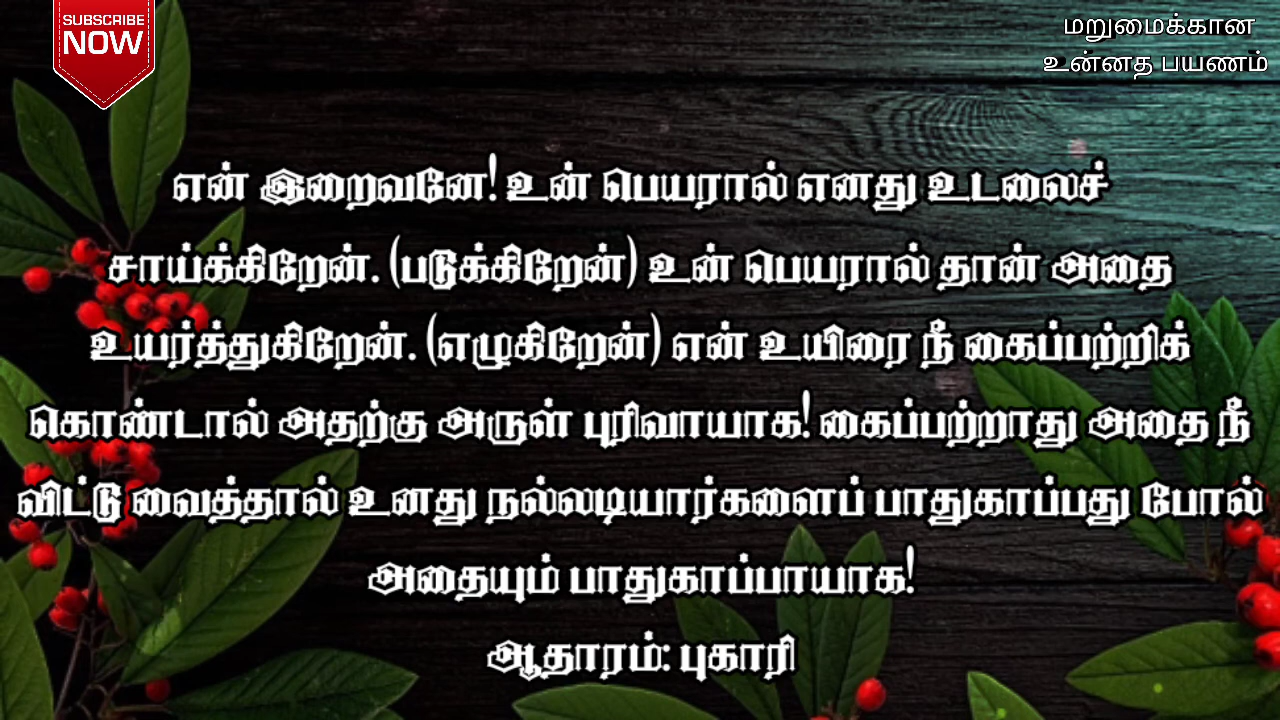 SUBSCRIBE
NOW
மறுமைக்கான
உன்னத பயணம்
என் இறைவனே! உன் பெயரால் எனது உடலைச்
சாய்க்கிறேன். (படுக்கிறேன்) உன் பெயரால் தான் அதை
உயர்த்துகிறேன். (எழுகிறேன்) என் உயிரை நீ கைப்பற்றிக்
கொண்டால் அதற்கு அருள் புரிவாயாக! கைப்பற்றாது அதை நீ
விட்டு வைத்தால் உனது நல்லடியார்களைப் பாதுகாப்பது போல்
அதையும் பாதுகாப்பாயாக!
ஆதாரம்: புகாரி